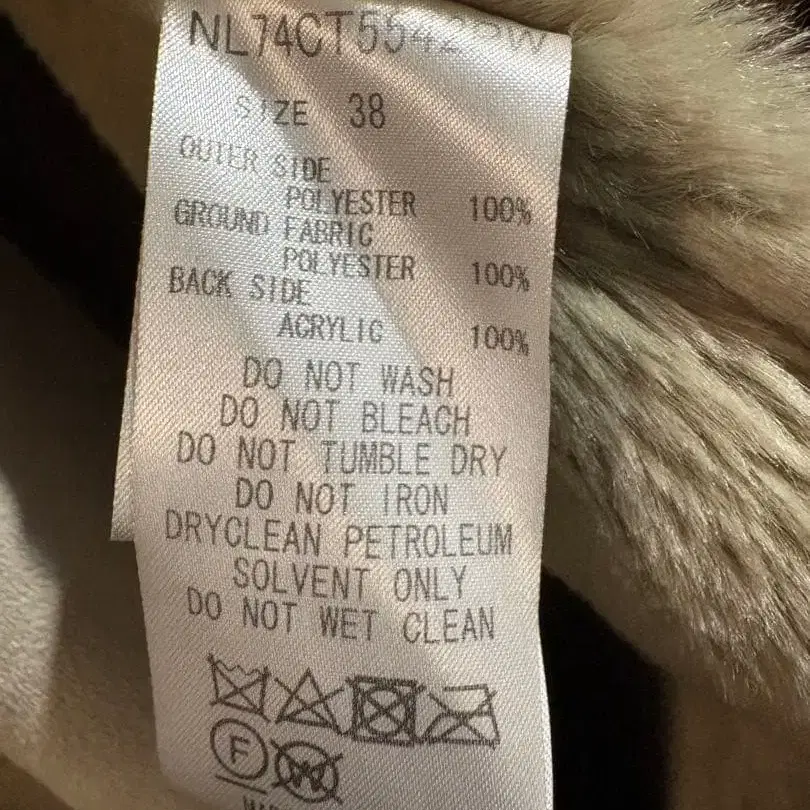 SIZE 38
OUTER SIDE
POLYESTER 100%
GROUND FABRIC
POLYESTER 100%
BACK SIDE
ACRYLIC 100%
DO NOT WASH
DO NOT BLEACH
DO NOT TUMBLE DRY
DO NOT IRON
DRYCLEAN PETROLEUM
SOLVENT ONLY
DO NOT WET CLEAN
F W